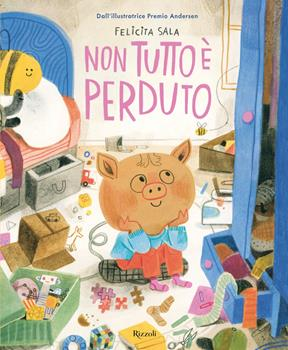 Dall'illustratrice Premio Andersen
FELICITA SALA
NON TUTTO È
PERDUTO
Rizzoli